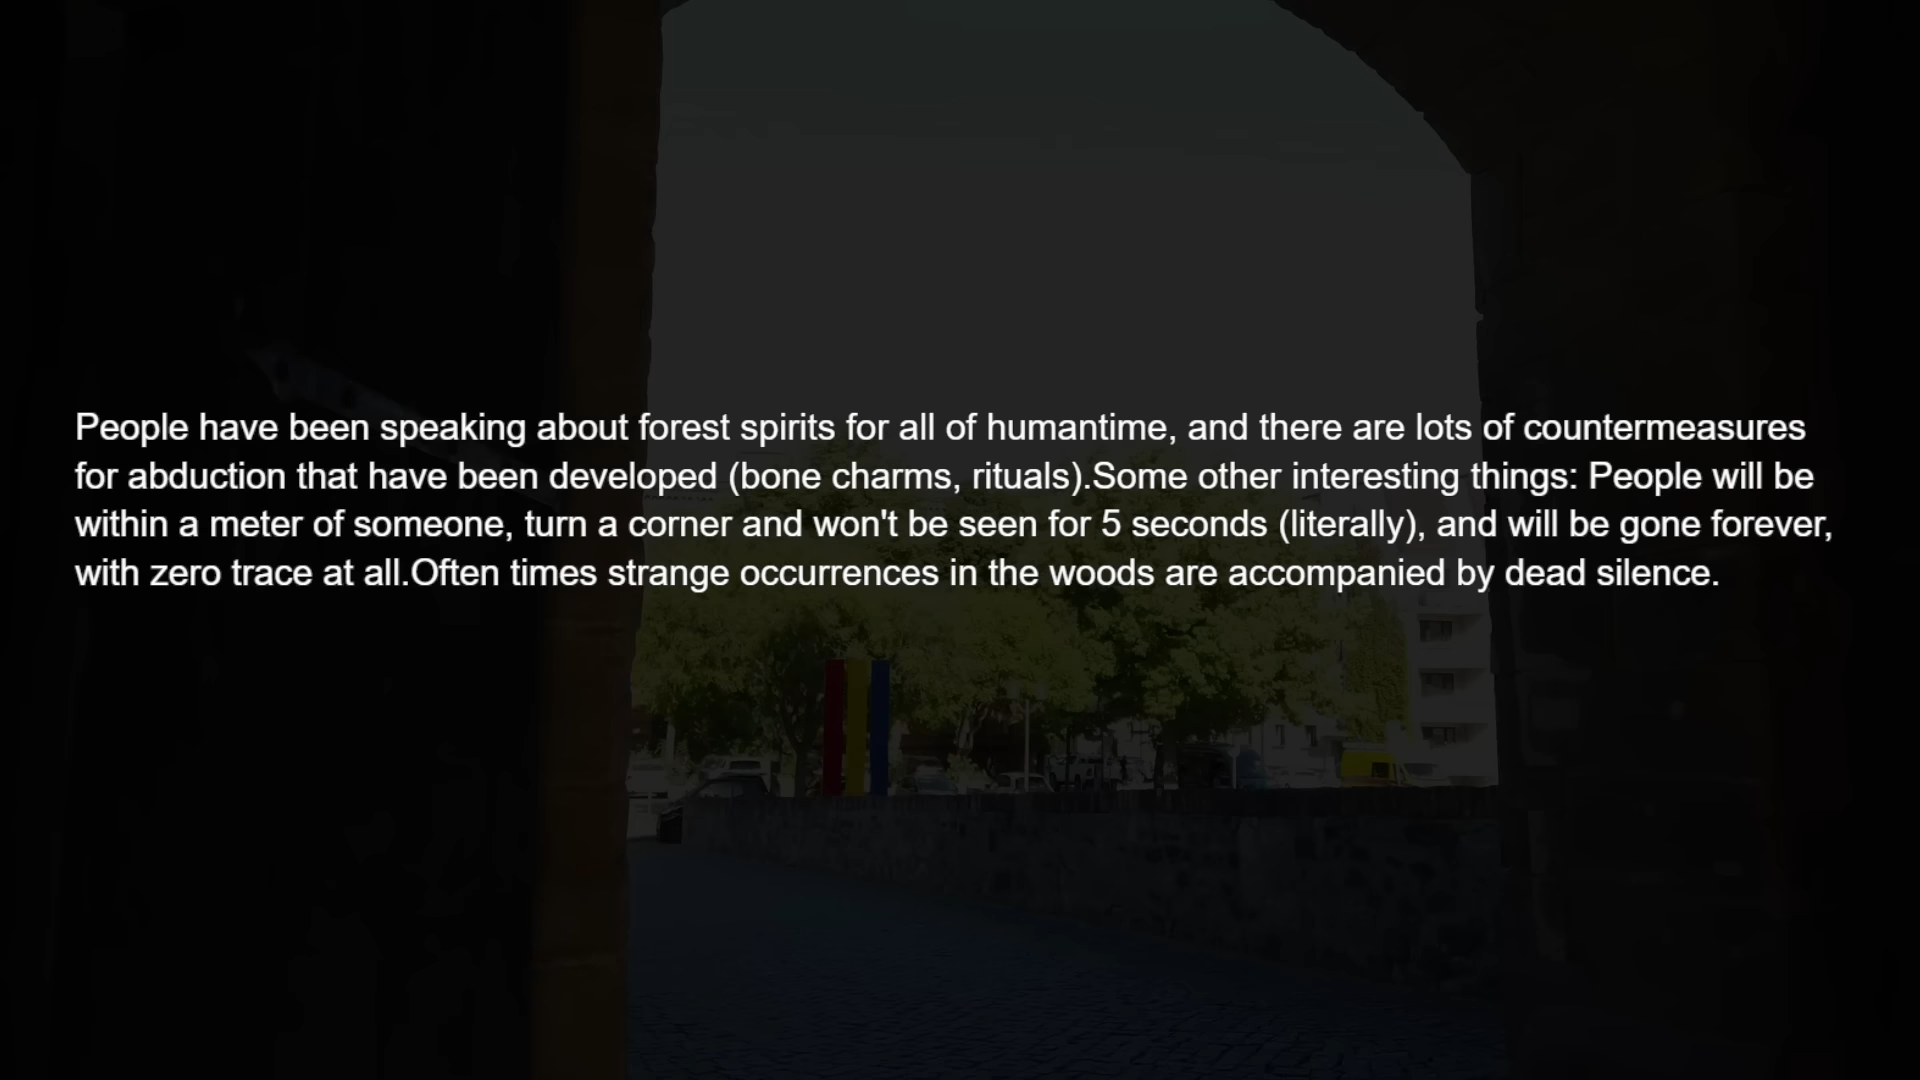 People have been speaking about forest spirits for all of humantime, and there are lots of countermeasures
for abduction that have been developed (bone charms, rituals).Some other interesting things: People will be
within a meter of someone, turn a corner and won't be seen for 5 seconds (literally), and will be gone forever,
with zero trace at all.Often times strange occurrences in the woods are accompanied by dead silence.